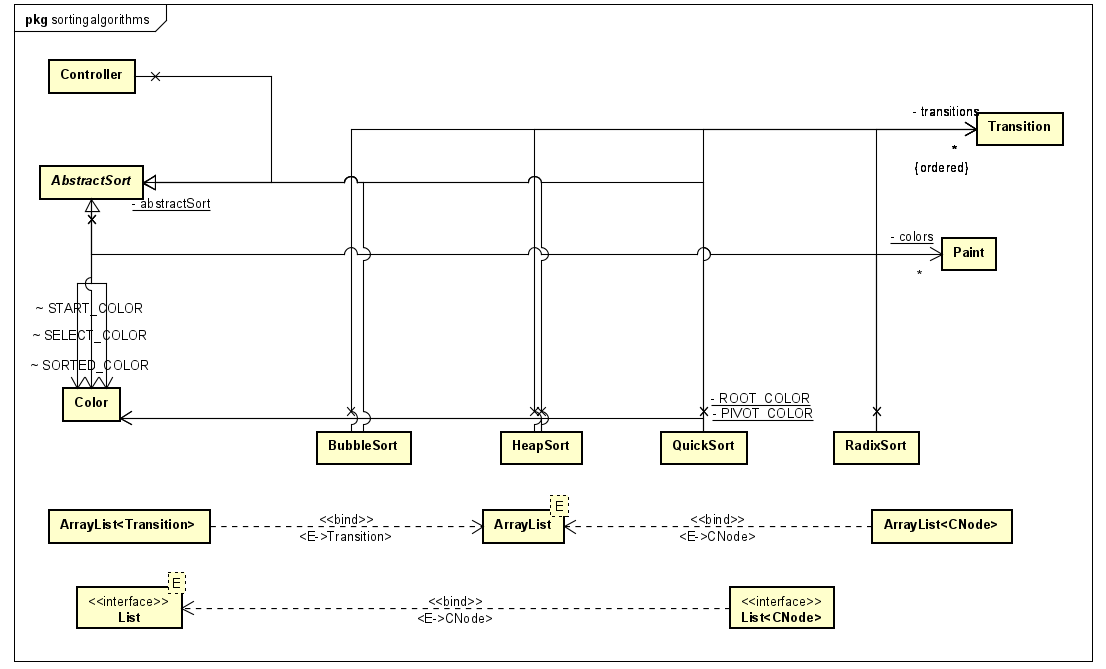 pkg sortingalgorithms
Controller
- transitions
Transition
*
{ordered}
AbstractSort
- abstractSort
- colors
Paint
*
~ START_COLOR
~ SELECT_COLOR
~ SORTED_COLOR
Color
- ROOT_COLOR
- PIVOT_COLOR
BubbleSort
HeapSort
QuickSort
RadixSort
ArrayList<Transition>
<<bind>>
<E->Transition>
E
ArrayList
<<bind>>
<E->CNode>
ArrayList<CNode>
E
<<interface>>
List
<<bind>>
<E->CNode>
<<interface>>
List<CNode>